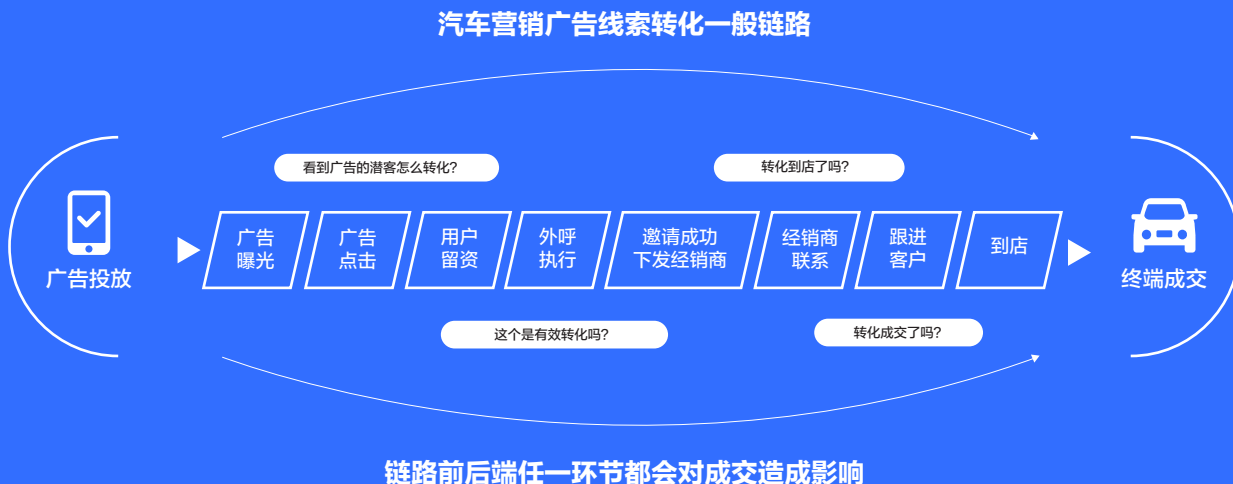 汽车营销广告线索转化一般链路
看到广告的潜客怎么转化?
转化到店了吗?
广告投放
广告
曝光
广告
点击
用户
留资
外呼
执行
邀请成功
下发经销商
经销商
联系
跟进
客户
到店
终端成交
这个是有效转化吗?
转化成交了吗?
链路前后端任一环节都会对成交造成影响